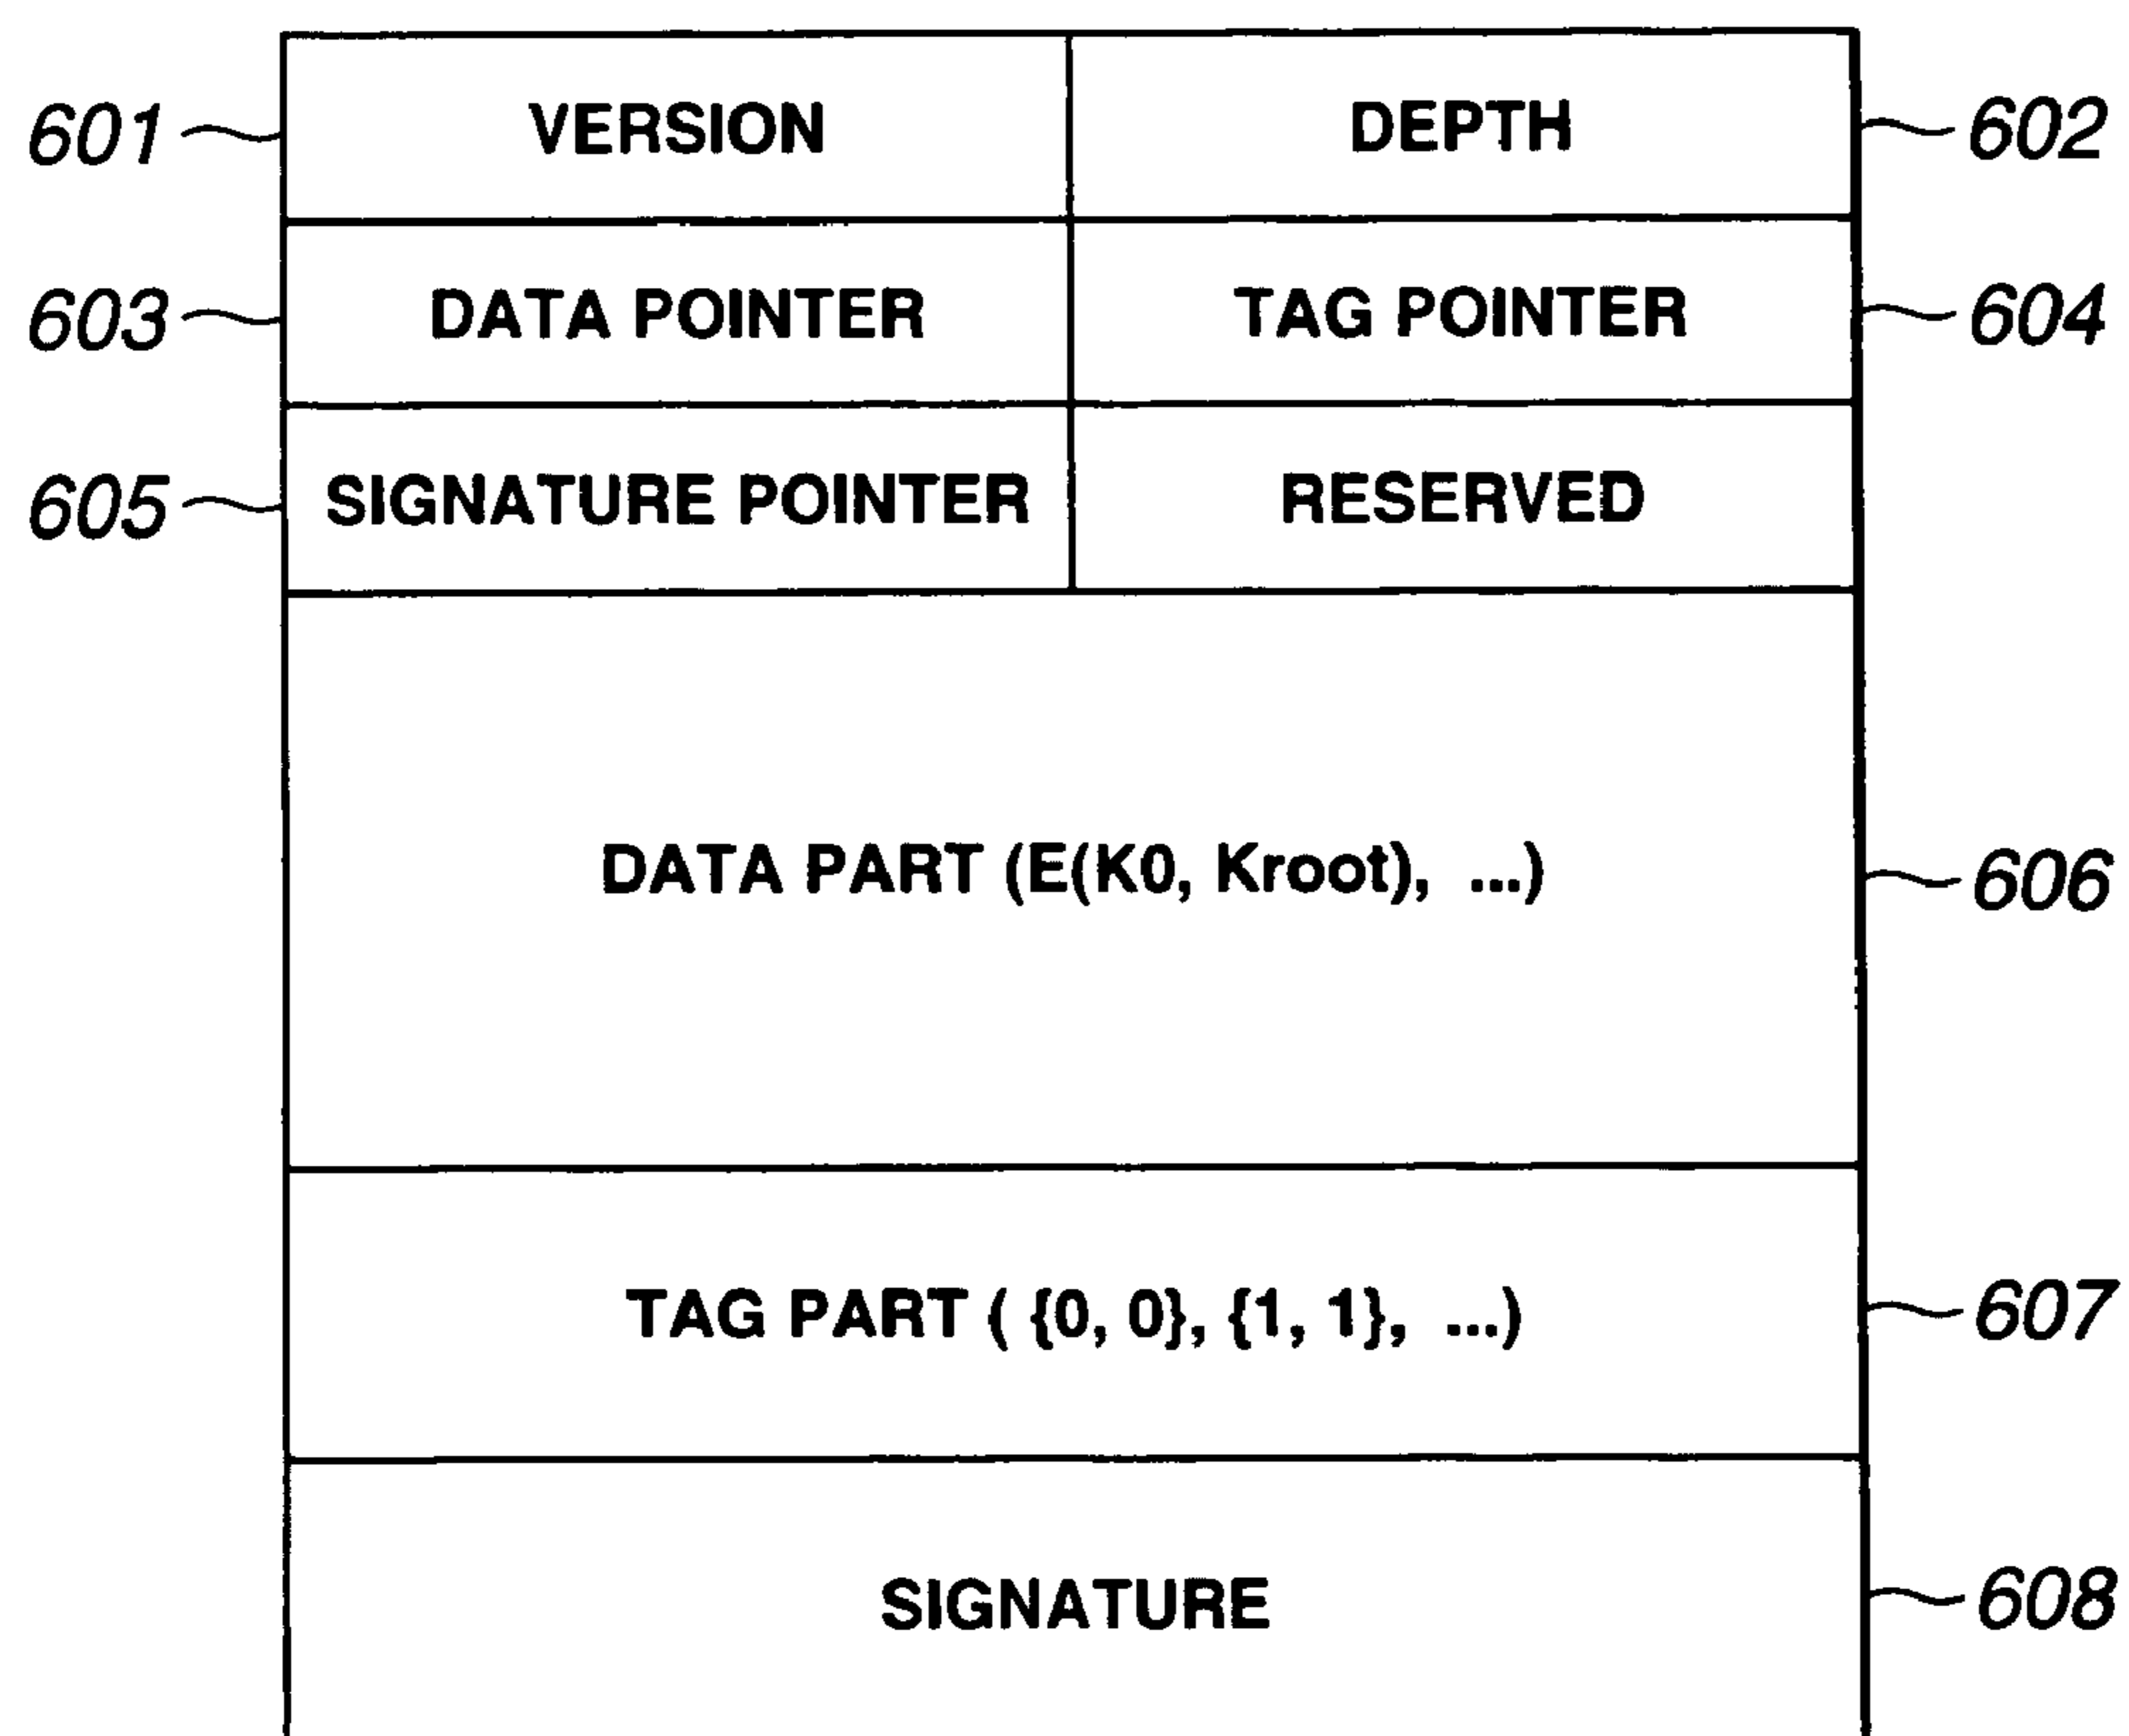 601 VERSION DEPTH 602
603 DATA POINTER TAG POINTER 604
605 SIGNATURE POINTER RESERVED
DATA PART (E(K0, Kroot), ...) 606
TAG PART ( {0, 0}, {1, 1}, ...) 607
SIGNATURE 608